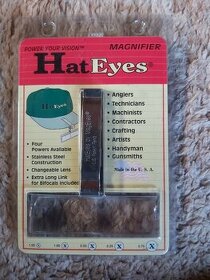 POWER YOUR VISION™
MAGNIFIER
HatEyes
• Anglers
• Technicians
• Machinists
• Contractors
• Crafting
• Artists
• Handyman
• Gunsmiths
• Four
Powers Available
• Stainless Steel
Construction
• Changeable Lens
• Extra Long Link
for Bifocals Included
Made in the U. S. A.